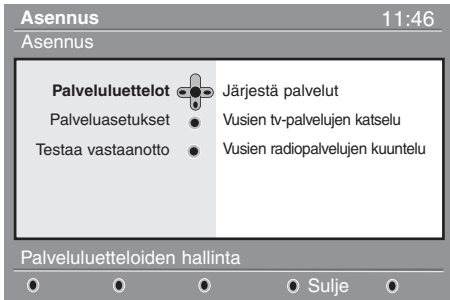 Asennus 11:46
Asennus
Palveluluettelot Järjestä palvelut
Palveluasetukset Vusien tv-palvelujen katselu
Testaa vastaanotto Vusien radiopalvelujen kuuntelu
Palveluluetteloiden hallinta
Sulje